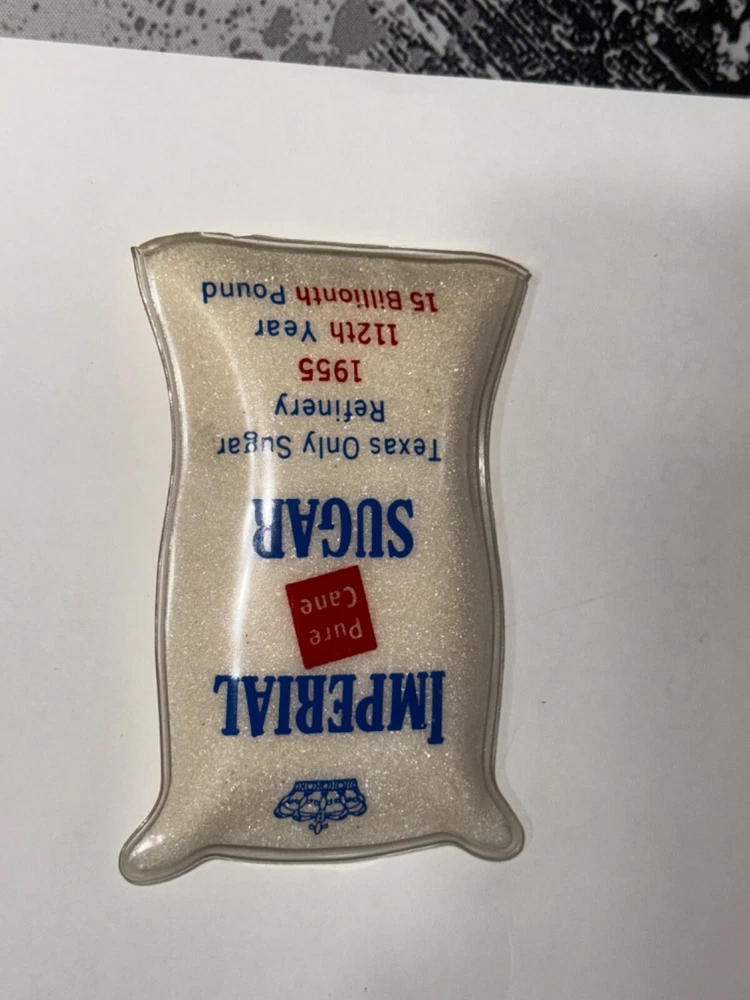 IMPERIAL
Pure
Cane
SUGAR
Texas Only Sugar
Refinery
1955
112th Year
15 Billionth Pound